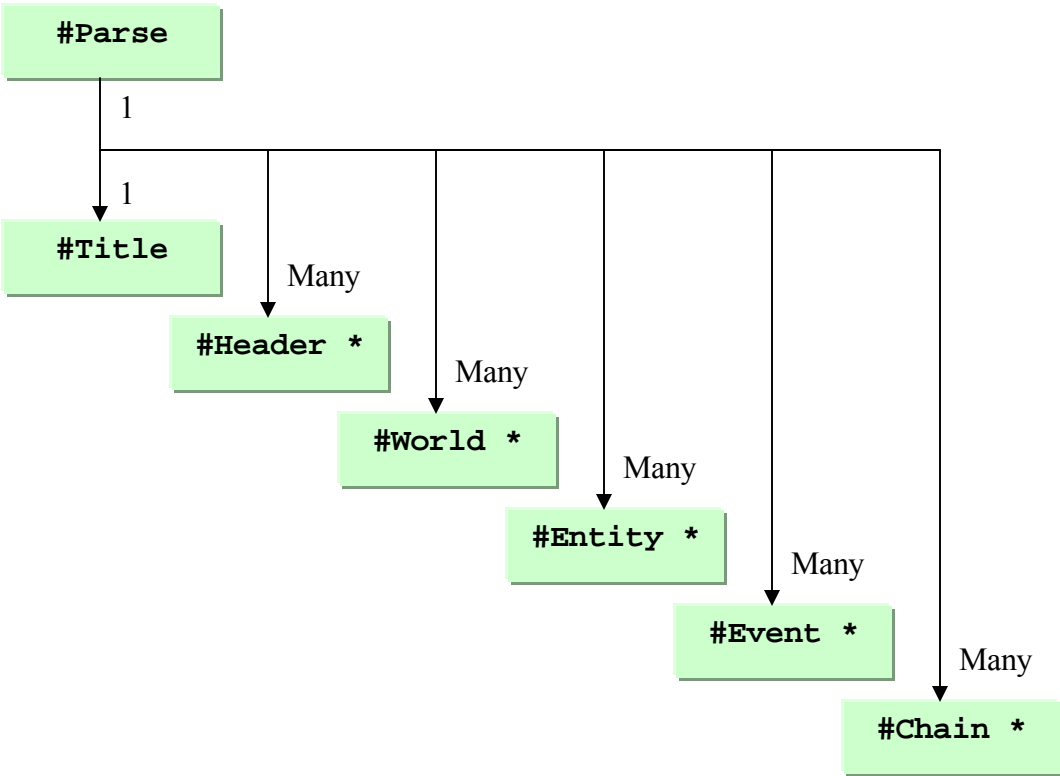 #Parse
1
1
#Title
Many
#Header *
Many
#World *
Many
#Entity *
Many
#Event *
Many
#Chain *